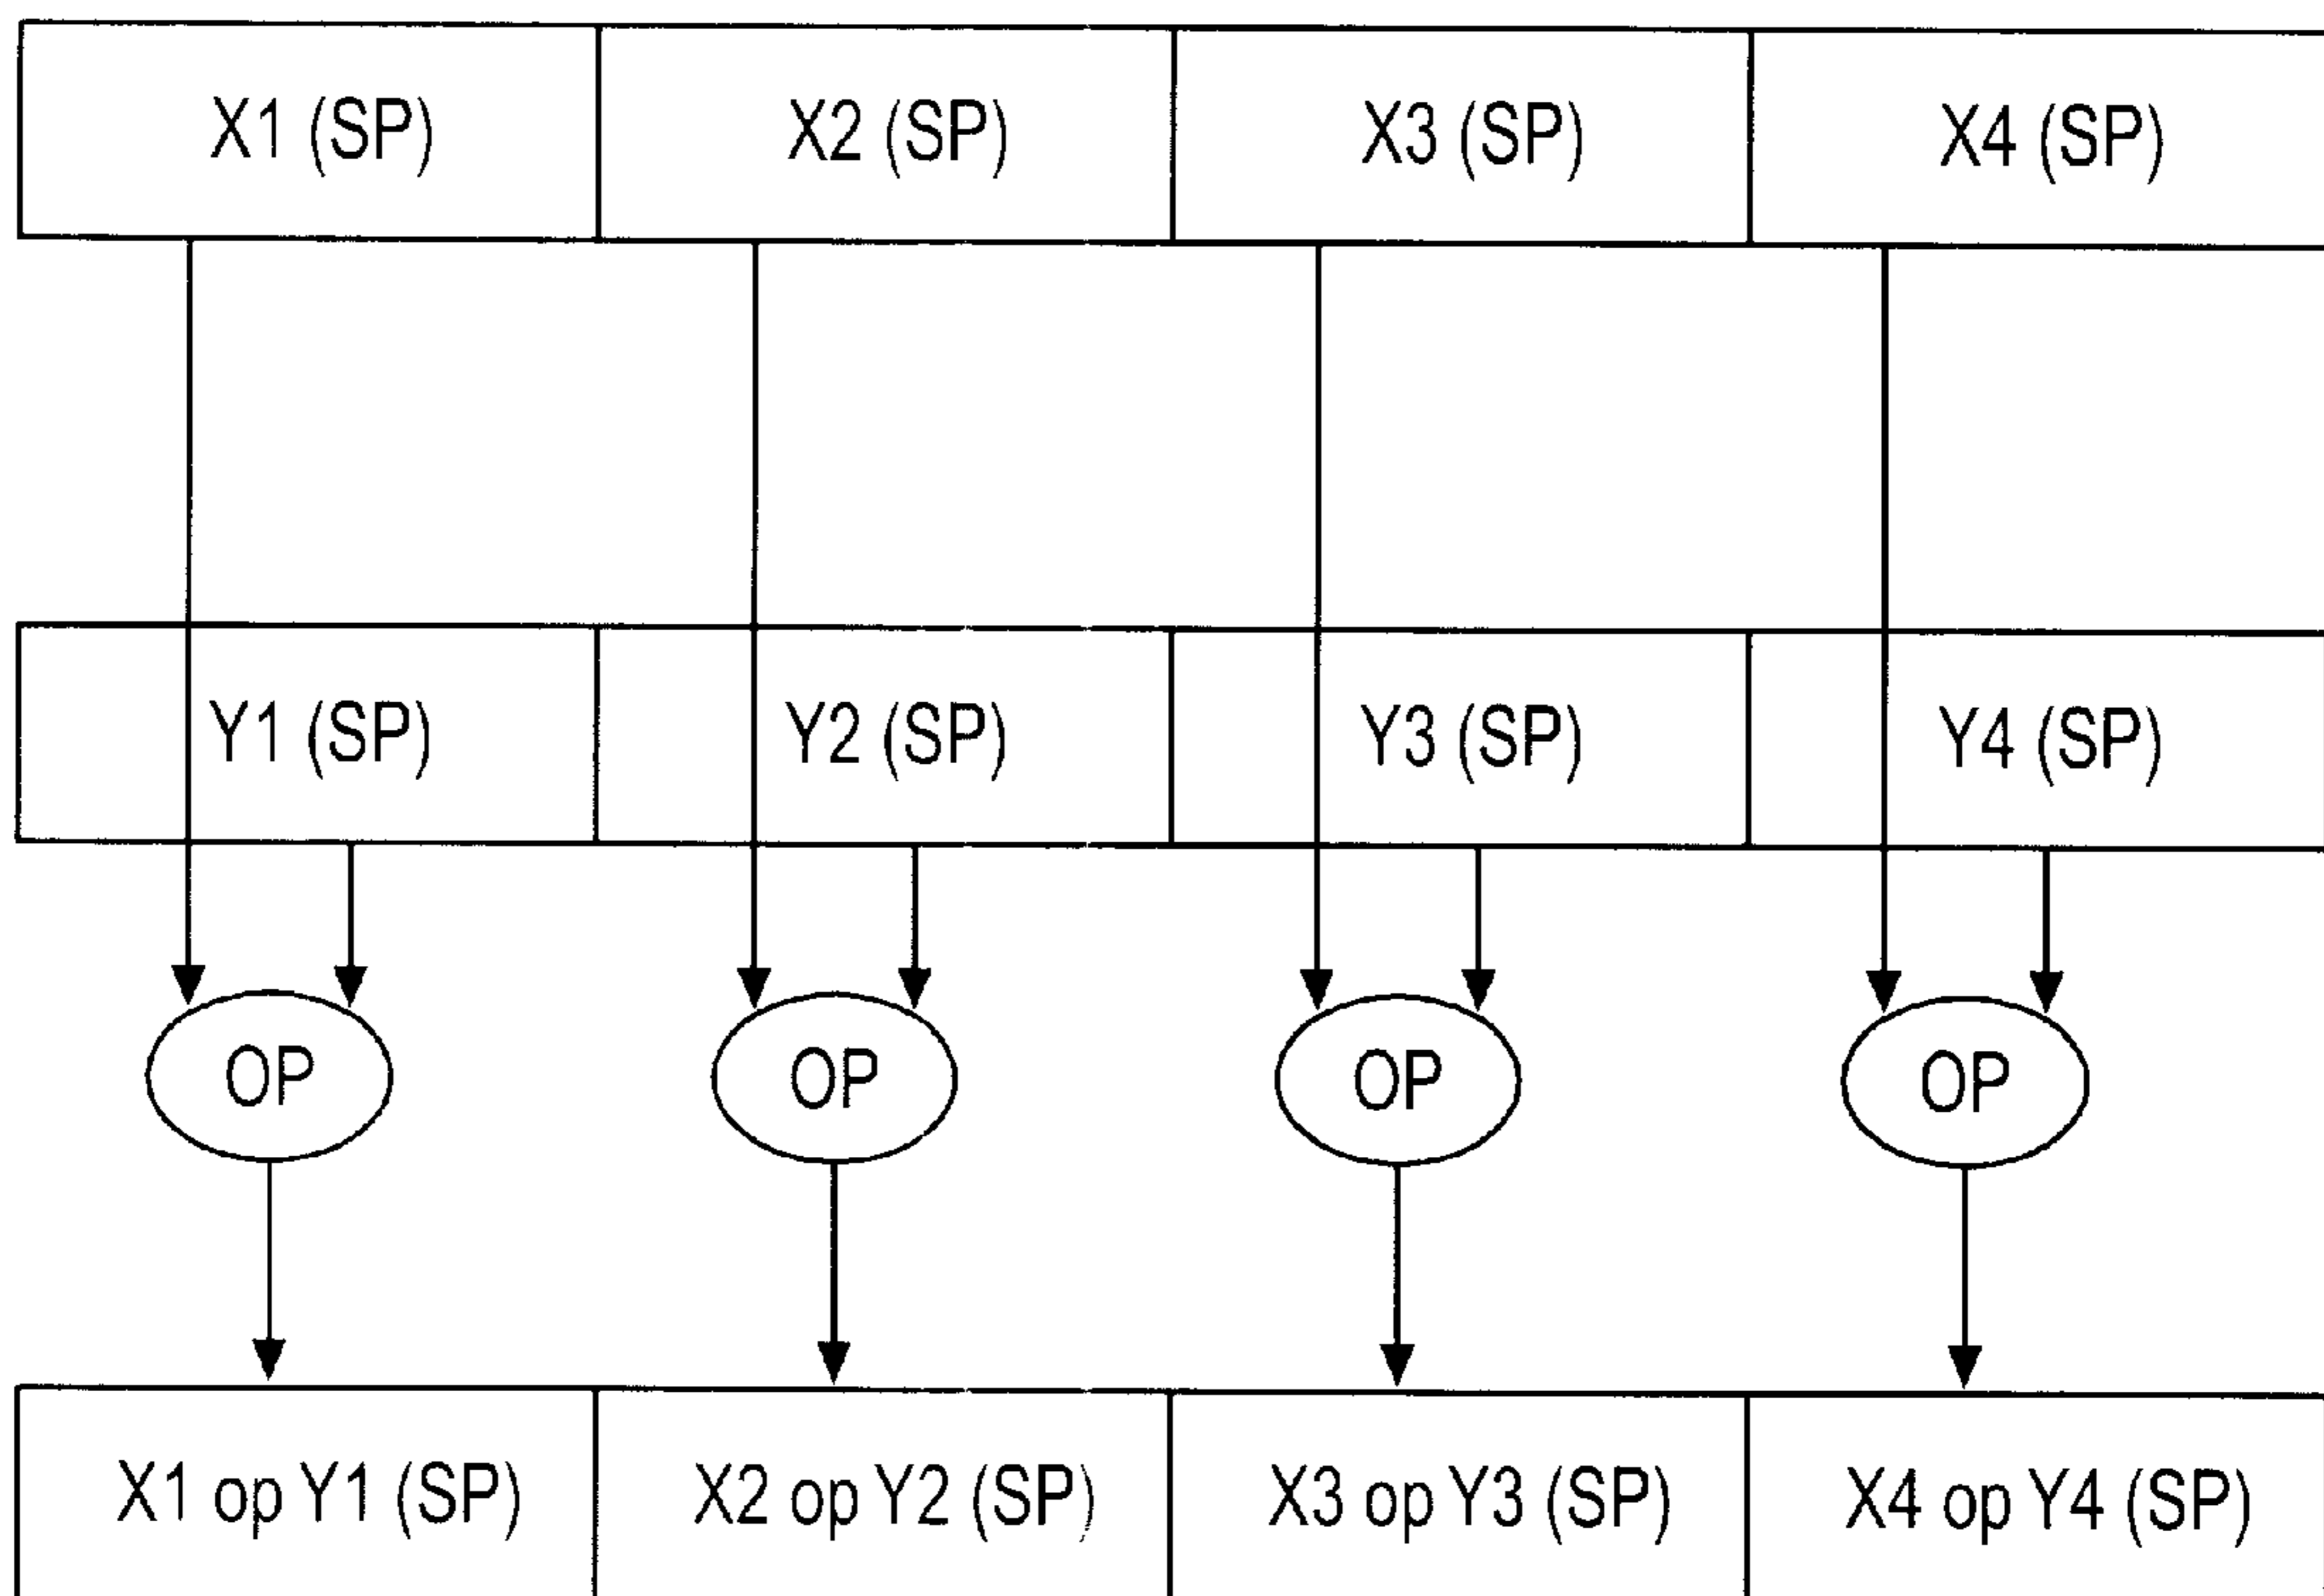 X1 (SP) X2 (SP) X3 (SP) X4 (SP)
Y1 (SP) Y2 (SP) Y3 (SP) Y4 (SP)
OP OP OP OP
X1 op Y1 (SP) X2 op Y2 (SP) X3 op Y3 (SP) X4 op Y4 (SP)